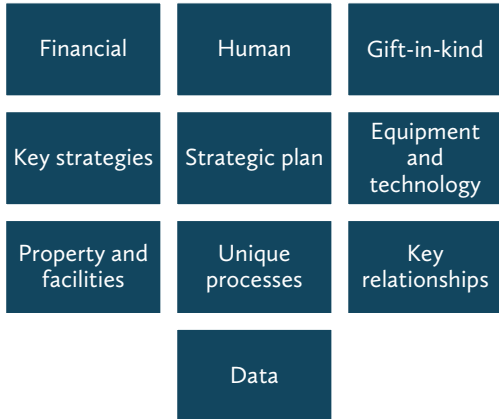 Financial
Human
Gift-in-kind
Key strategies
Strategic plan
Equipment
and
technology
Property and
facilities
Unique
processes
Key
relationships
Data